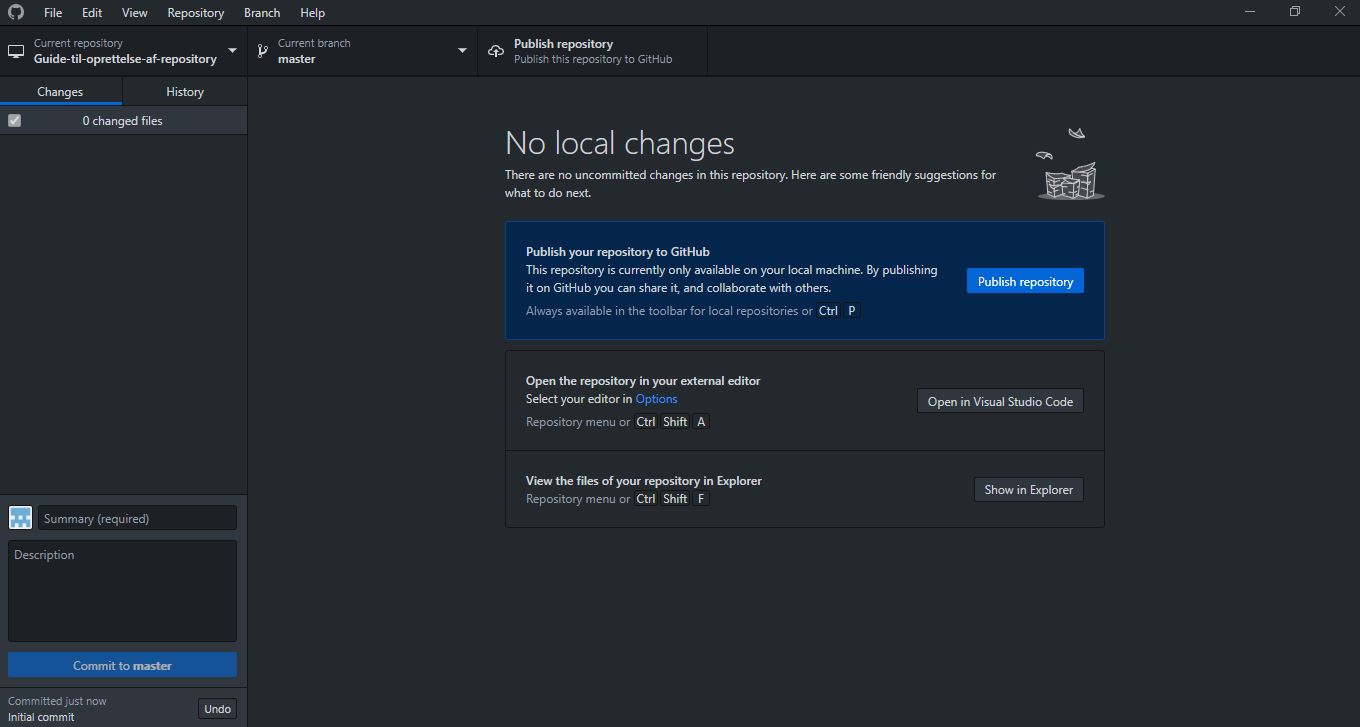 File Edit View Repository Branch Help
Current repository
Guide-til-oprettelse-af-repository
Current branch
master
Publish repository
Publish this repository to GitHub
Changes History
0 changed files
No local changes
There are no uncommitted changes in this repository. Here are some friendly suggestions for
what to do next.
Publish your repository to GitHub
This repository is currently only available on your local machine. By publishing
it on GitHub you can share it, and collaborate with others.
Always available in the toolbar for local repositories or Ctrl P
Publish repository
Open the repository in your external editor
Select your editor in Options
Repository menu or Ctrl Shift A
Open in Visual Studio Code
View the files of your repository in Explorer
Repository menu or Ctrl Shift F
Show in Explorer
Summary (required)
Description
Commit to master
Committed just now
Initial commit
Undo